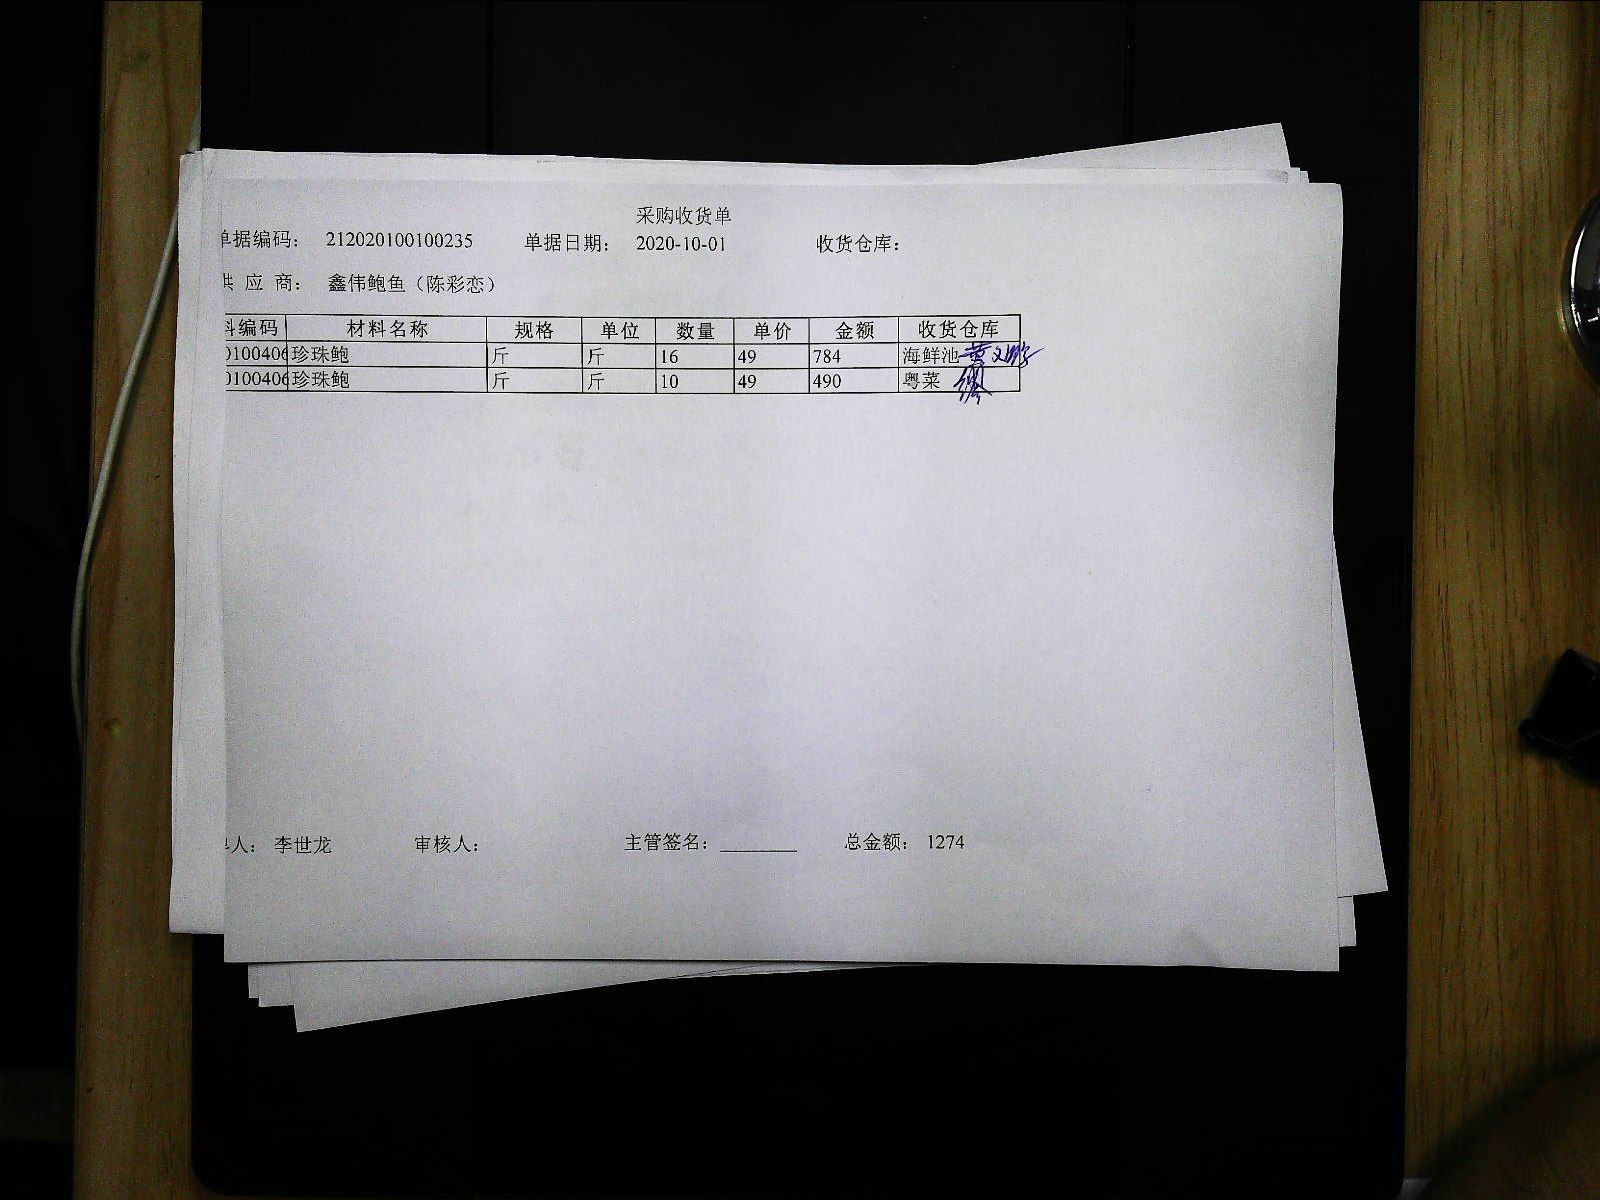 采购收货单
单据编码： 212020100100235 单据日期： 2020-10-01 收货仓库：
供 应 商： 鑫伟鲍鱼（陈彩恋）
料编码 材料名称 规格 单位 数量 单价 金额 收货仓库
0100406 珍珠鲍 斤 斤 16 49 784 海鲜池
0100406 珍珠鲍 斤 斤 10 49 490 粤菜
人： 李世龙 审核人： 主管签名： 总金额： 1274